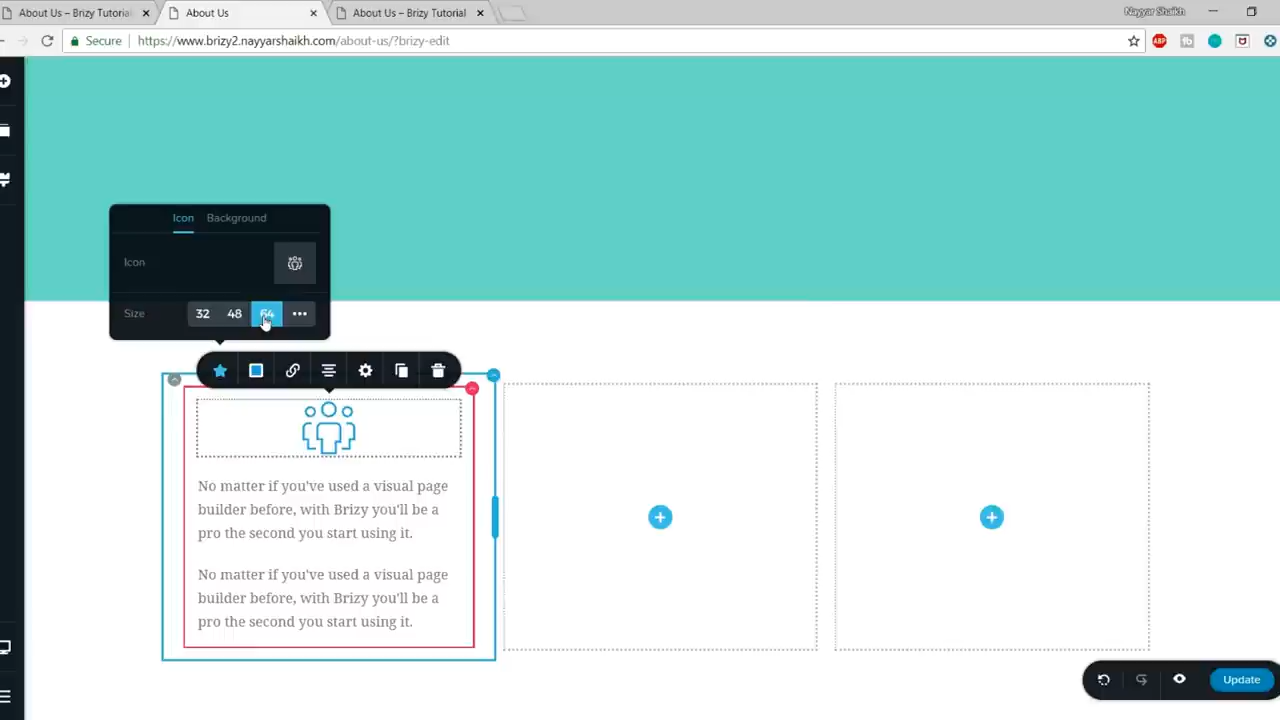 About Us – Brizy Tutorial
About Us
About Us – Brizy Tutorial
Nayyar Shaikh
Secure
https://www.brizy2.nayyarshaikh.com/about-us/?brizy-edit
ABP
Icon
Background
Icon
Size
32
48
64
No matter if you've used a visual page
builder before, with Brizy you'll be a
pro the second you start using it.
No matter if you've used a visual page
builder before, with Brizy you'll be a
pro the second you start using it.
Update